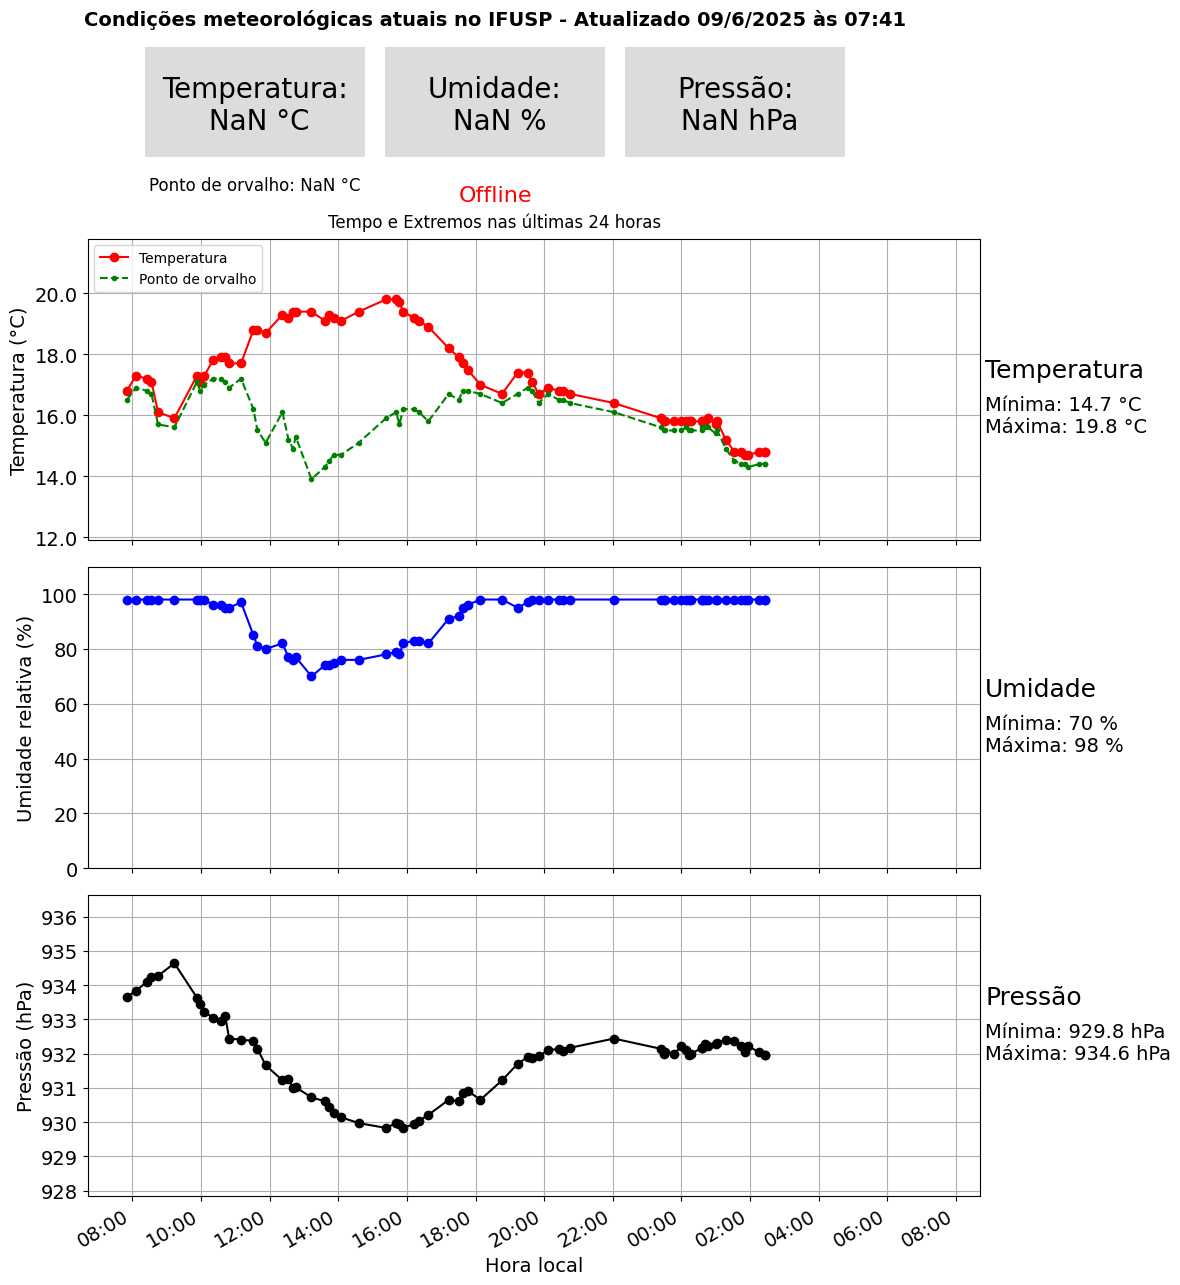 Condições meteorológicas atuais no IFUSP - Atualizado 09/6/2025 às 07:41
Temperatura:
NaN °C
Umidade:
NaN %
Pressão:
NaN hPa
Ponto de orvalho: NaN °C
Offline
Tempo e Extremos nas últimas 24 horas
Temperatura
Ponto de orvalho
Temperatura (°C)
20.0
18.0
16.0
14.0
12.0
Temperatura
Mínima: 14.7 °C
Máxima: 19.8 °C
Umidade relativa (%)
100
80
60
40
20
0
Umidade
Mínima: 70 %
Máxima: 98 %
Pressão (hPa)
936
935
934
933
932
931
930
929
928
Pressão
Mínima: 929.8 hPa
Máxima: 934.6 hPa
08:00 10:00 12:00 14:00 16:00 18:00 20:00 22:00 00:00 02:00 04:00 06:00 08:00
Hora local